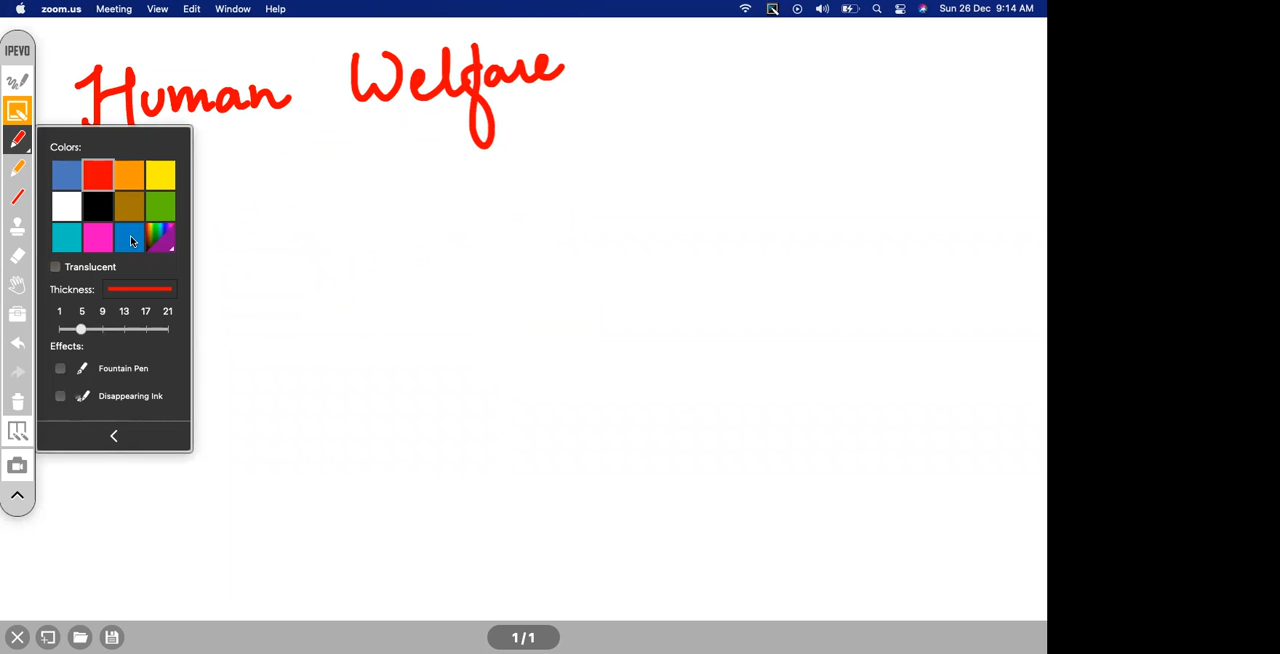 zoom.us Meeting View Edit Window Help Sun 26 Dec 9:14 AM
IPEVO
Human Welfare
Colors:
Translucent
Thickness:
1 5 9 13 17 21
Effects:
Fountain Pen
Disappearing Ink
1/1